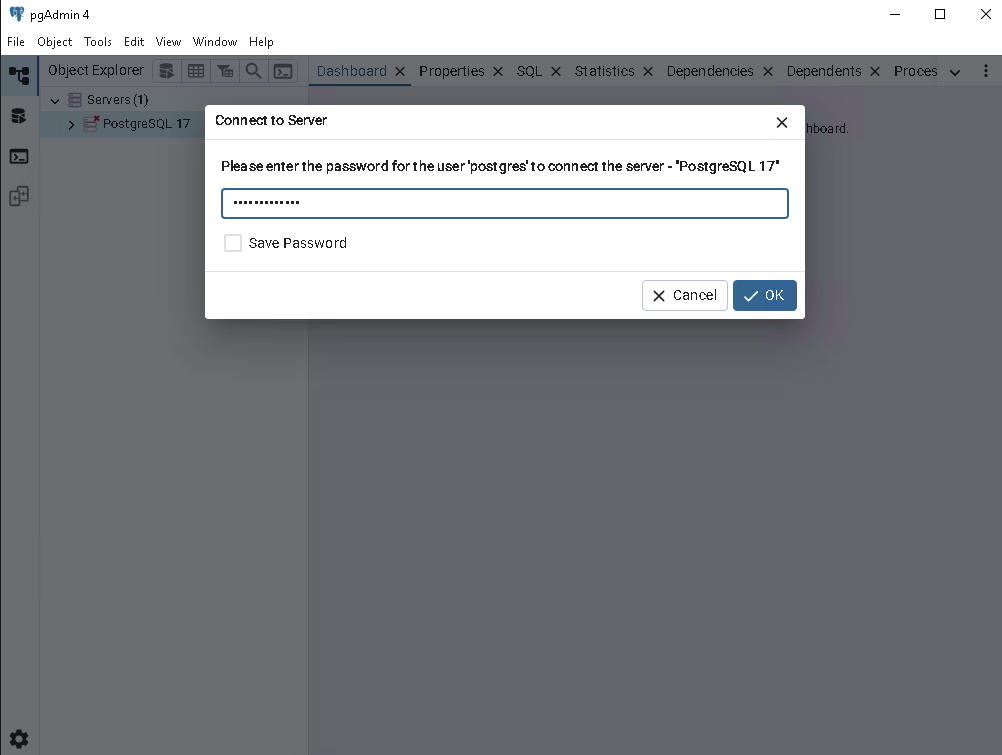 pgAdmin 4
File Object Tools Edit View Window Help
Object Explorer Dashboard Properties SQL Statistics Dependencies Dependents Proces
Servers (1)
PostgreSQL 17
hboard.
Connect to Server
Please enter the password for the user 'postgres' to connect the server - "PostgreSQL 17"
•••••••••••••
Save Password
Cancel OK